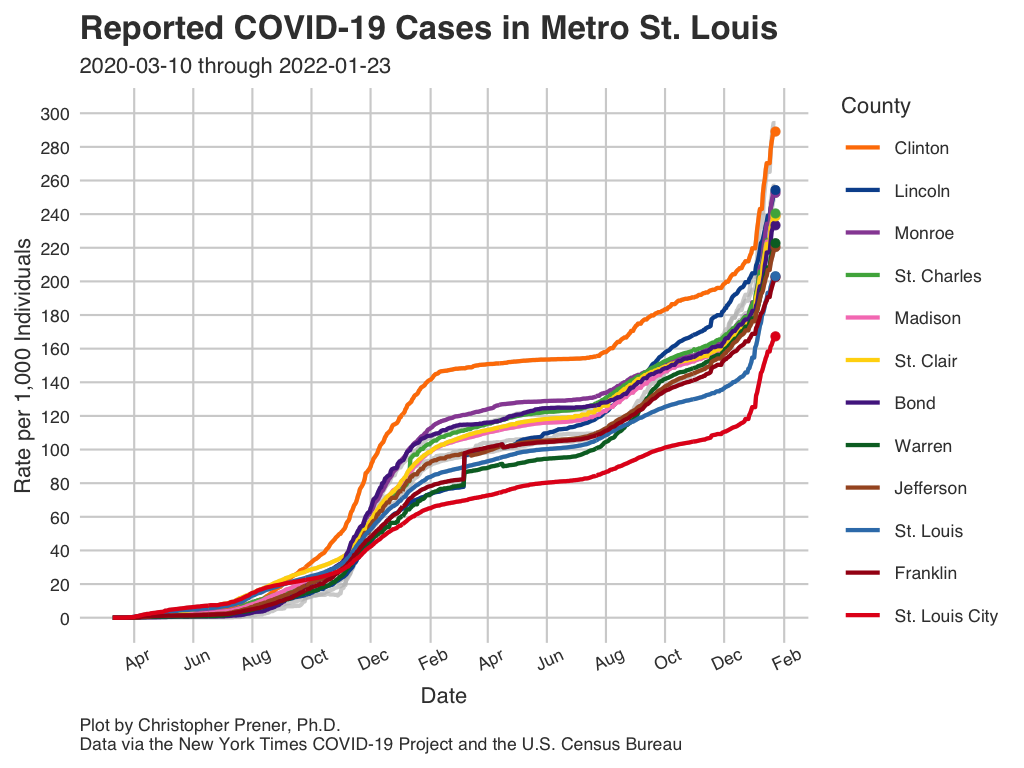 Reported COVID-19 Cases in Metro St. Louis
2020-03-10 through 2022-01-23
Rate per 1,000 Individuals
300
280
260
240
220
200
180
160
140
120
100
80
60
40
20
0
Apr Jun Aug Oct Dec Feb Apr Jun Aug Oct Dec Feb
Date
County
Clinton
Lincoln
Monroe
St. Charles
Madison
St. Clair
Bond
Warren
Jefferson
St. Louis
Franklin
St. Louis City
Plot by Christopher Prener, Ph.D.
Data via the New York Times COVID-19 Project and the U.S. Census Bureau